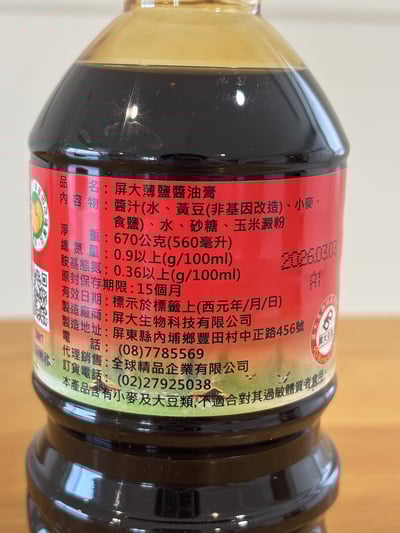 品名：屏大薄鹽醬油膏
內容物：醬汁(水、黃豆(非基因改造)、小麥、
食鹽)、水、砂糖、玉米澱粉
淨重：670公克(560毫升)
總氮量：0.9以上(g/100ml)
胺基態氮：0.36以上(g/100ml)
原封保存期限:15個月
有效日期:標示於標籤上(西元年/月/日)
製造廠商:屏大生物科技有限公司
製造地址:屏東縣內埔鄉豐田村中正路456號
電話：(08)7785569
代理銷售:全球精品企業有限公司
訂貨電話：(02)27925038
本產品含有小麥及大豆類,不適合對其過敏體質者食用
2026.03.03
A1